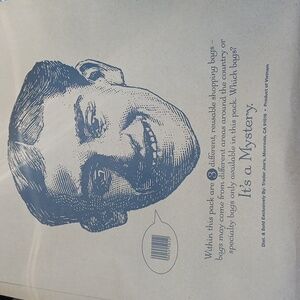 Within this pack are 3 different, reusable shopping bags –
bags may come from different areas around the country or
specialty bags only available in this pack. Which bags?
It's a Mystery.
Dist. & Sold Exclusively By: Trader Joe's, Monrovia, CA 91016 • Product of Vietnam